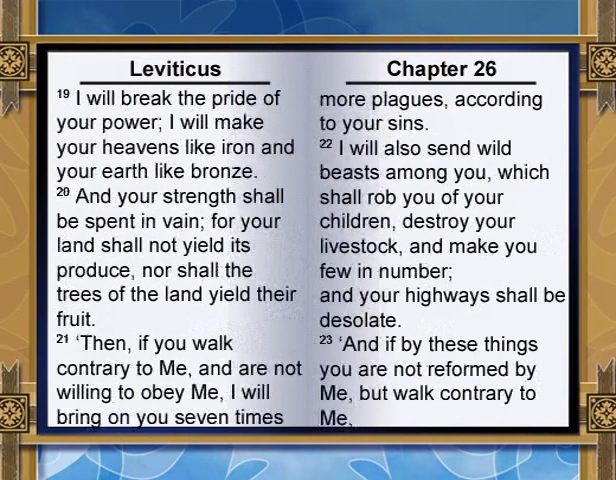 Leviticus
19 I will break the pride of
your power; I will make
your heavens like iron and
your earth like bronze.
20 And your strength shall
be spent in vain; for your
land shall not yield its
produce, nor shall the
trees of the land yield their
fruit.
21 ‘Then, if you walk
contrary to Me, and are not
willing to obey Me, I will
bring on you seven times
Chapter 26
more plagues, according
to your sins.
22 I will also send wild
beasts among you, which
shall rob you of your
children, destroy your
livestock, and make you
few in number;
and your highways shall be
desolate.
23 ‘And if by these things
you are not reformed by
Me, but walk contrary to
Me,